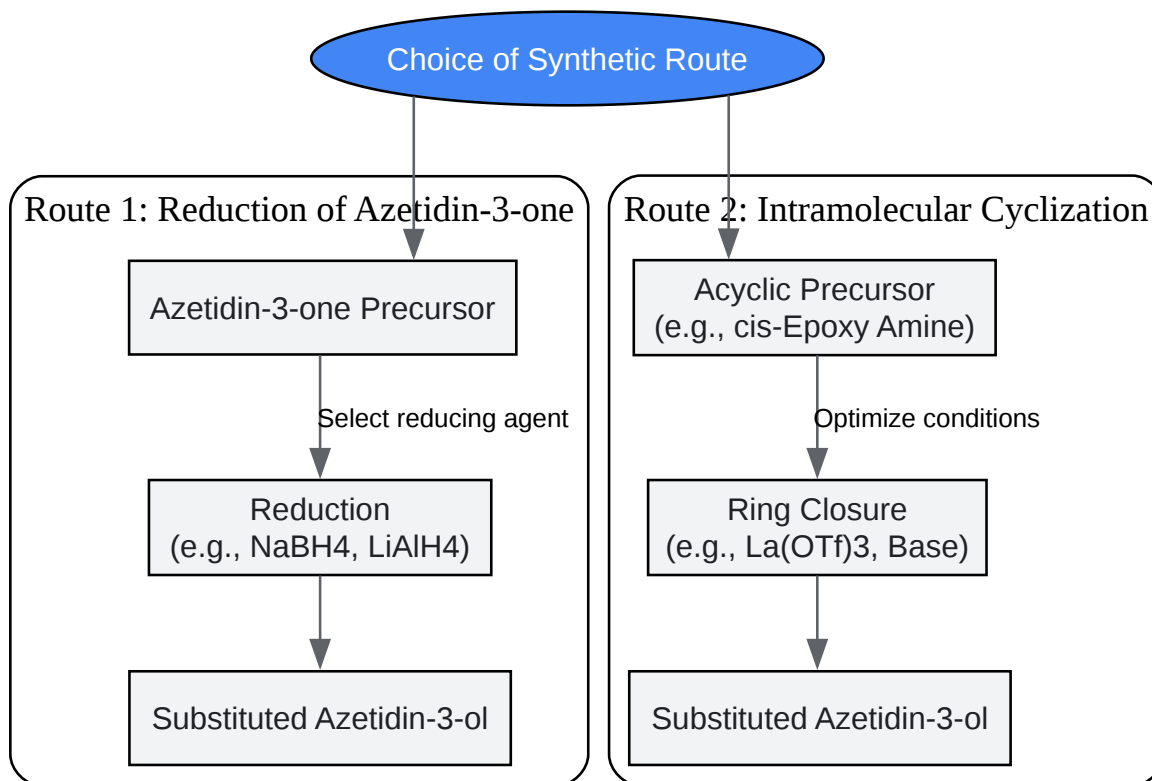 Choice of Synthetic Route
Route 1: Reduction of Azetidin-3-one
Azetidin-3-one Precursor
Select reducing agent
Reduction
(e.g., NaBH4, LiAlH4)
Substituted Azetidin-3-ol
Route 2: Intramolecular Cyclization
Acyclic Precursor
(e.g., cis-Epoxy Amine)
Optimize conditions
Ring Closure
(e.g., La(OTf)3, Base)
Substituted Azetidin-3-ol